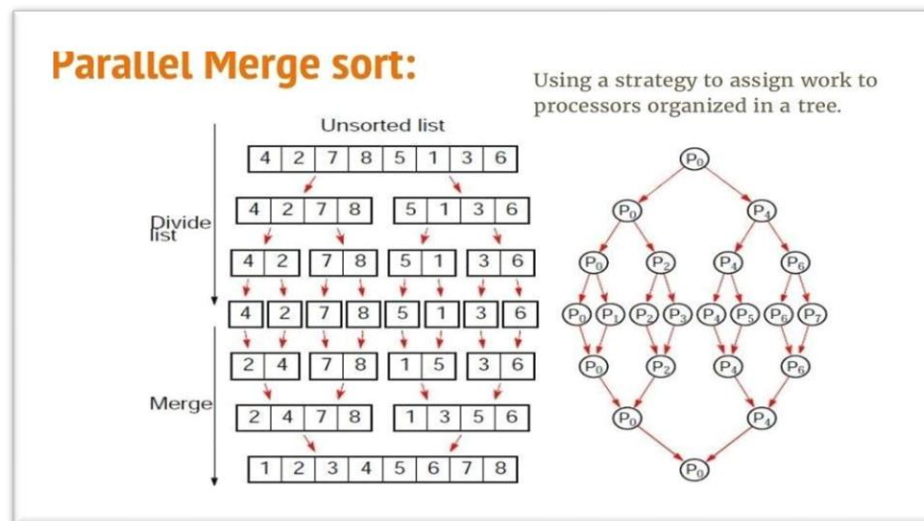 Parallel Merge sort:
Using a strategy to assign work to
processors organized in a tree.
Unsorted list
4 2 7 8 5 1 3 6
4 2 7 8 5 1 3 6
4 2 7 8 5 1 3 6
4 2 7 8 5 1 3 6
2 4 7 8 1 5 3 6
2 4 7 8 1 3 5 6
1 2 3 4 5 6 7 8
Divide
list
Merge
P₀
P₀ P₄
P₀ P₂ P₄ P₆
P₀ P₁ P₂ P₃ P₄ P₅ P₆ P₇
P₀ P₂ P₄ P₆
P₀ P₄
P₀